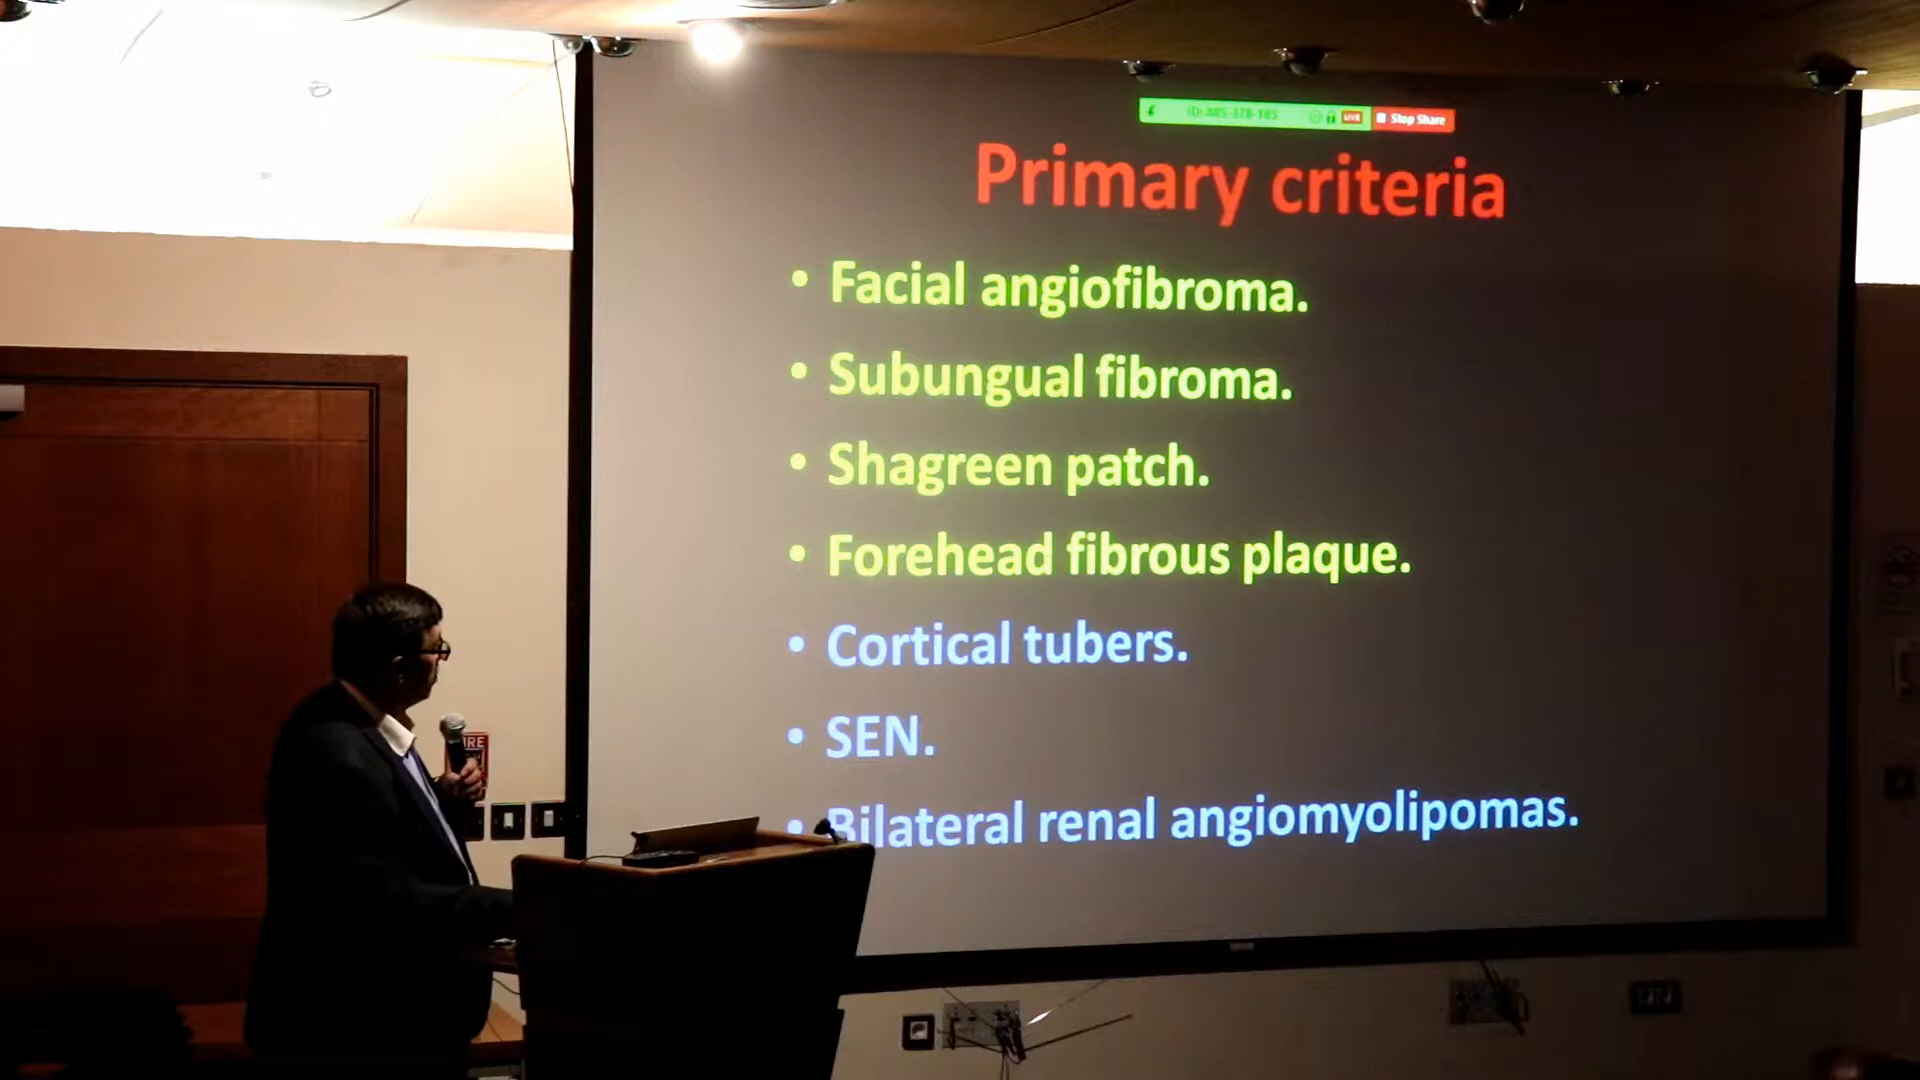 LIVE Stop Share
Primary criteria
• Facial angiofibroma.
• Subungual fibroma.
• Shagreen patch.
• Forehead fibrous plaque.
• Cortical tubers.
• SEN.
• Bilateral renal angiomyolipomas.